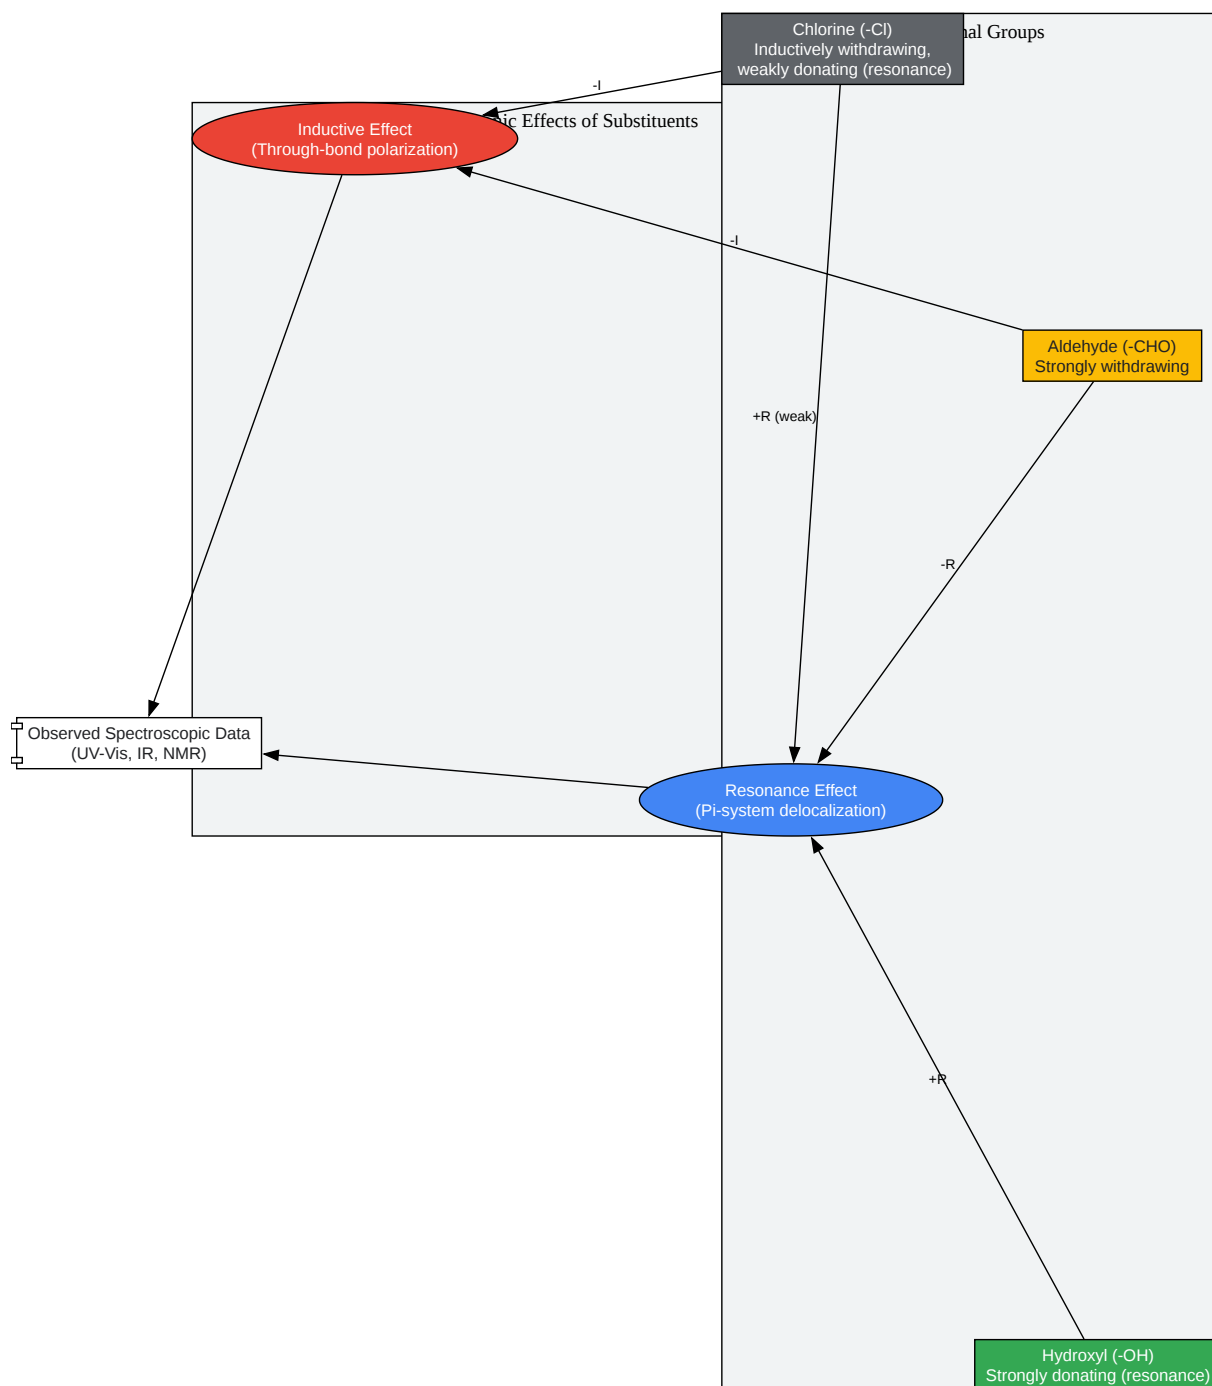 Chlorine (-Cl)
Inductively withdrawing,
weakly donating (resonance)
Groups
-I
Effects of Substituents
Inductive Effect
(Through-bond polarization)
-I
Aldehyde (-CHO)
Strongly withdrawing
+R (weak)
-R
Observed Spectroscopic Data
(UV-Vis, IR, NMR)
Resonance Effect
(Pi-system delocalization)
+R
Hydroxyl (-OH)
Strongly donating (resonance)